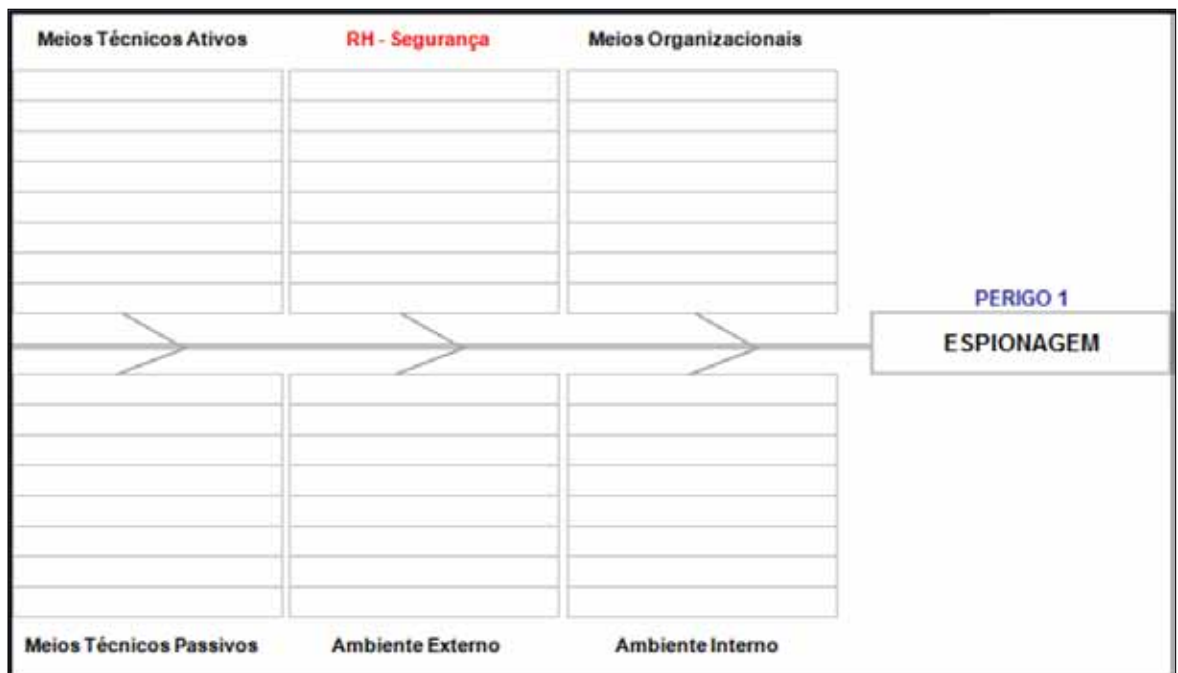 Meios Técnicos Ativos
RH - Segurança
Meios Organizacionais
PERIGO 1
ESPIONAGEM
Meios Técnicos Passivos
Ambiente Externo
Ambiente Interno